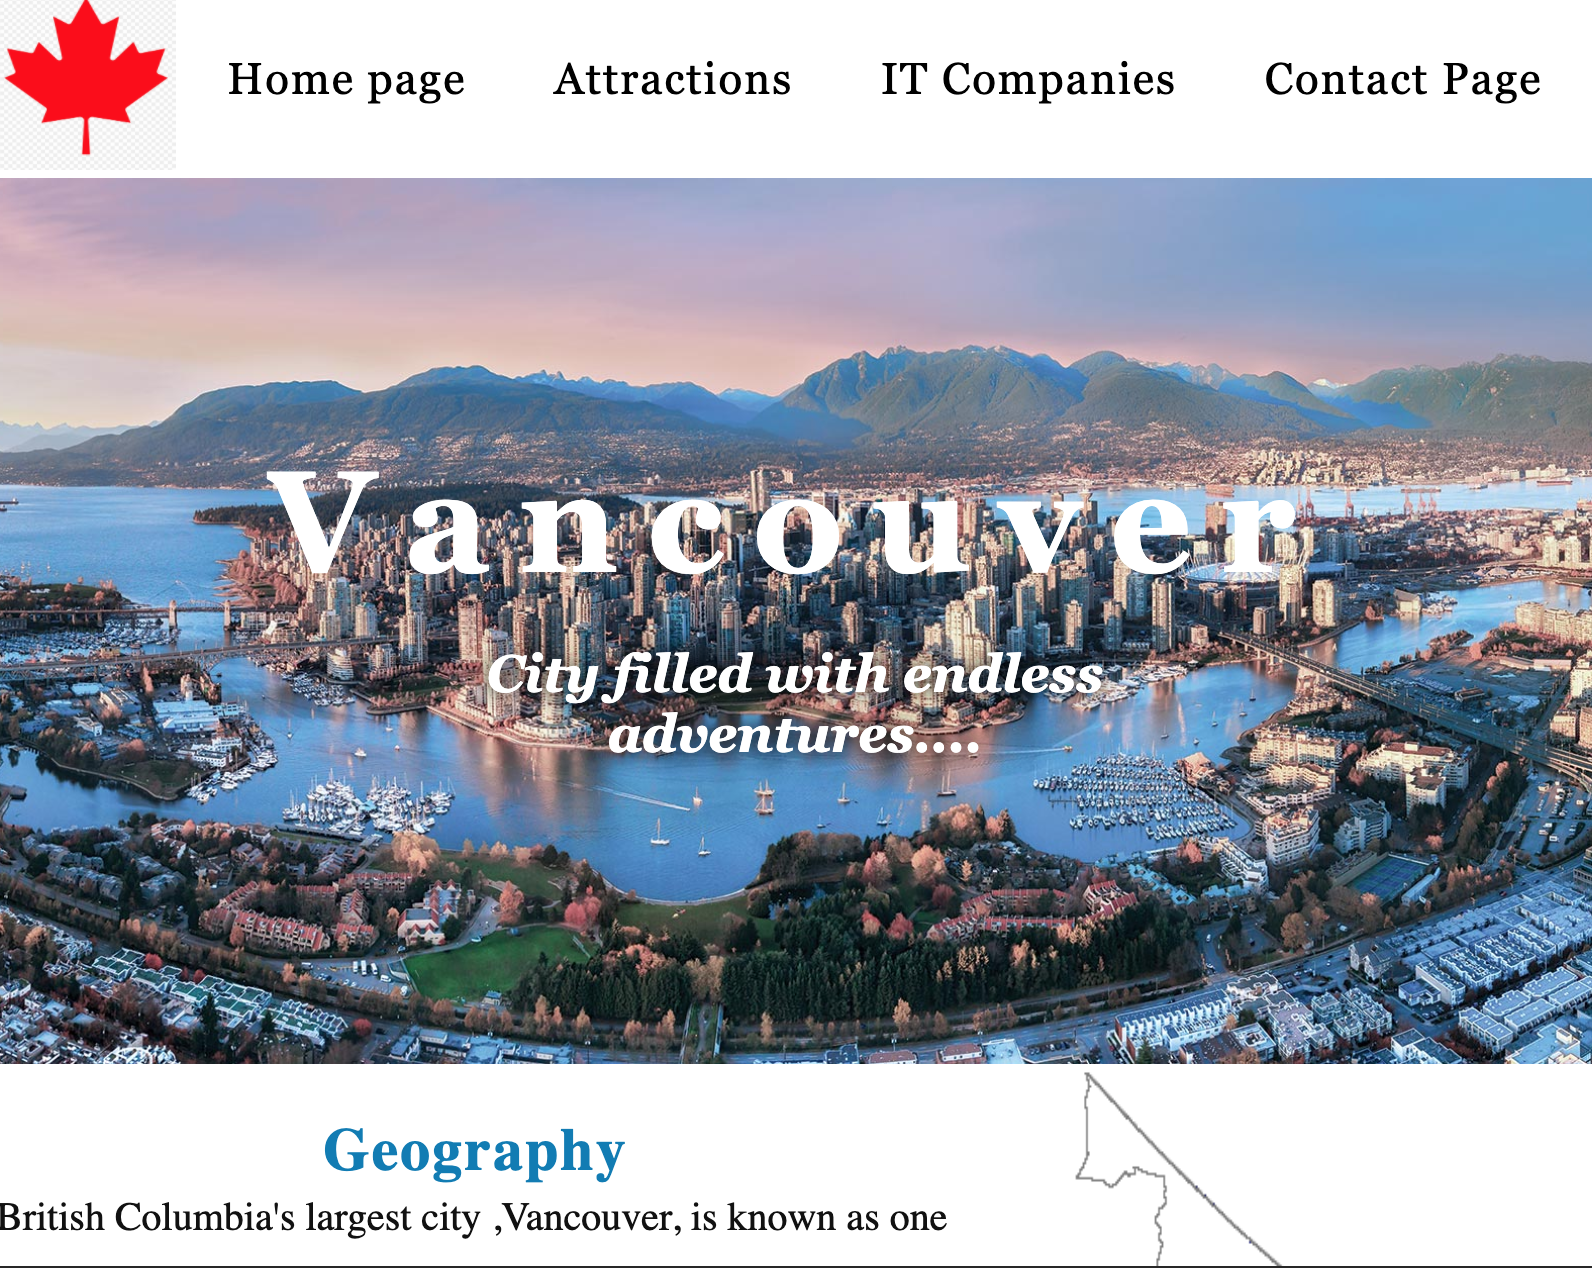 Home page Attractions IT Companies Contact Page
Vancouver
City filled with endless
adventures....
Geography
British Columbia's largest city ,Vancouver, is known as one